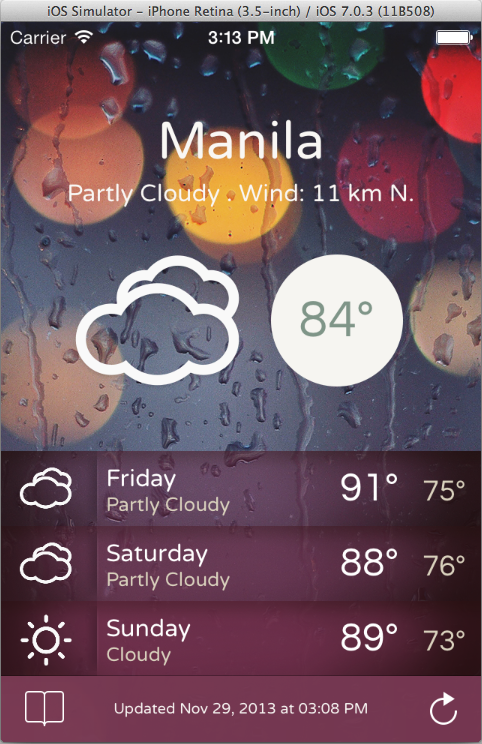 iOS Simulator – iPhone Retina (3.5-inch) / iOS 7.0.3 (11B508)
Carrier 3:13 PM
Manila
Partly Cloudy · Wind: 11 km N.
84°
Friday 91° 75°
Partly Cloudy
Saturday 88° 76°
Partly Cloudy
Sunday 89° 73°
Cloudy
Updated Nov 29, 2013 at 03:08 PM